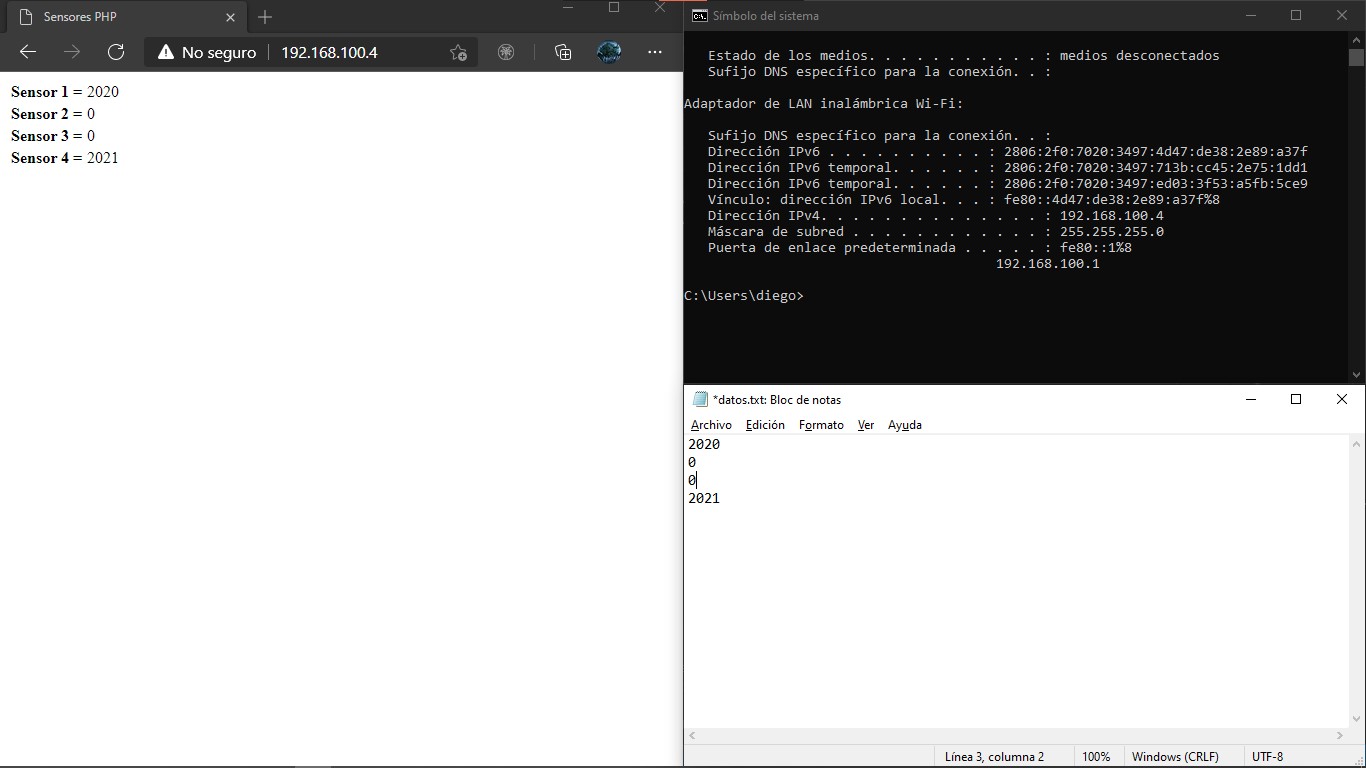 Sensores PHP
No seguro
192.168.100.4
Sensor 1 = 2020
Sensor 2 = 0
Sensor 3 = 0
Sensor 4 = 2021
Símbolo del sistema
Estado de los medios. . . . . . . . . . . : medios desconectados
Sufijo DNS específico para la conexión. . :
Adaptador de LAN inalámbrica Wi-Fi:
Sufijo DNS específico para la conexión. . :
Dirección IPv6 . . . . . . . . . . : 2806:2f0:7020:3497:4d47:de38:2e89:a37f
Dirección IPv6 temporal. . . . . . : 2806:2f0:7020:3497:713b:cc45:2e75:1dd1
Dirección IPv6 temporal. . . . . . : 2806:2f0:7020:3497:ed03:3f53:a5fb:5ce9
Vínculo: dirección IPv6 local. . . : fe80::4d47:de38:2e89:a37f%8
Dirección IPv4. . . . . . . . . . . . . . : 192.168.100.4
Máscara de subred . . . . . . . . . . . . : 255.255.255.0
Puerta de enlace predeterminada . . . . . : fe80::1%8
192.168.100.1
C:\Users\diego>
*datos.txt: Bloc de notas
Archivo Edición Formato Ver Ayuda
2020
0
0
2021
Línea 3, columna 2 100% Windows (CRLF) UTF-8